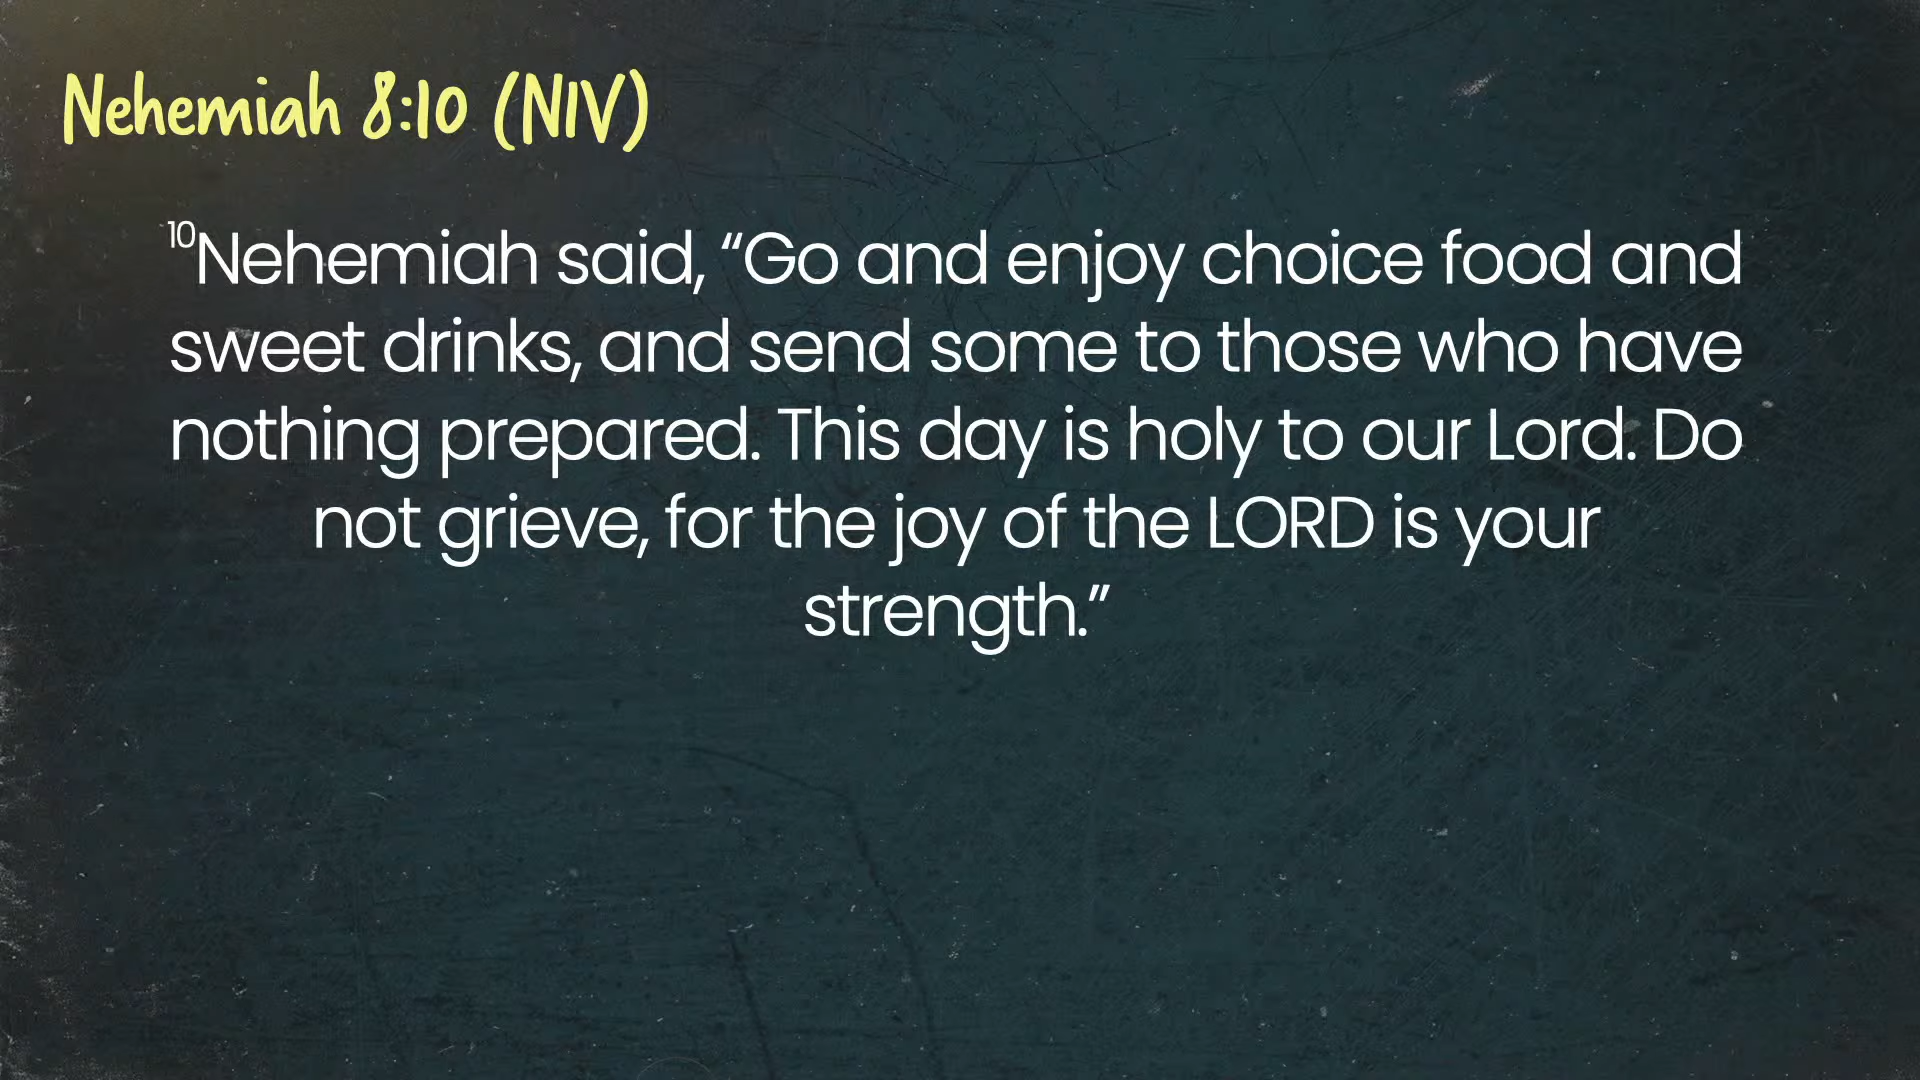 Nehemiah 8:10 (NIV)
10Nehemiah said, “Go and enjoy choice food and
sweet drinks, and send some to those who have
nothing prepared. This day is holy to our Lord. Do
not grieve, for the joy of the LORD is your
strength.”